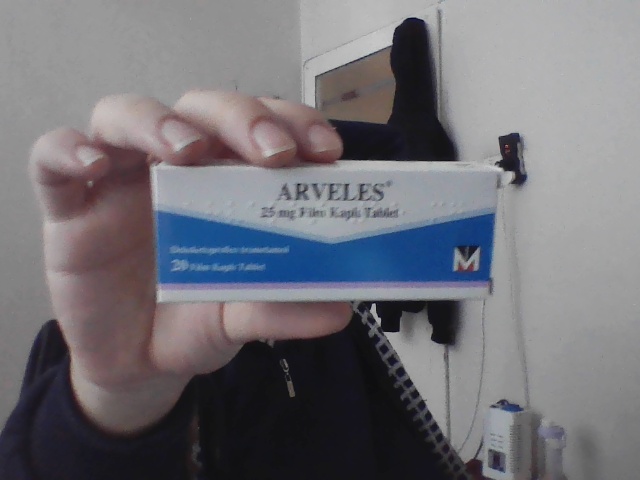 ARVELES®
25 mg Film Kaplı Tablet
Deksketoprofen trometamol
20 Film Kaplı Tablet
M